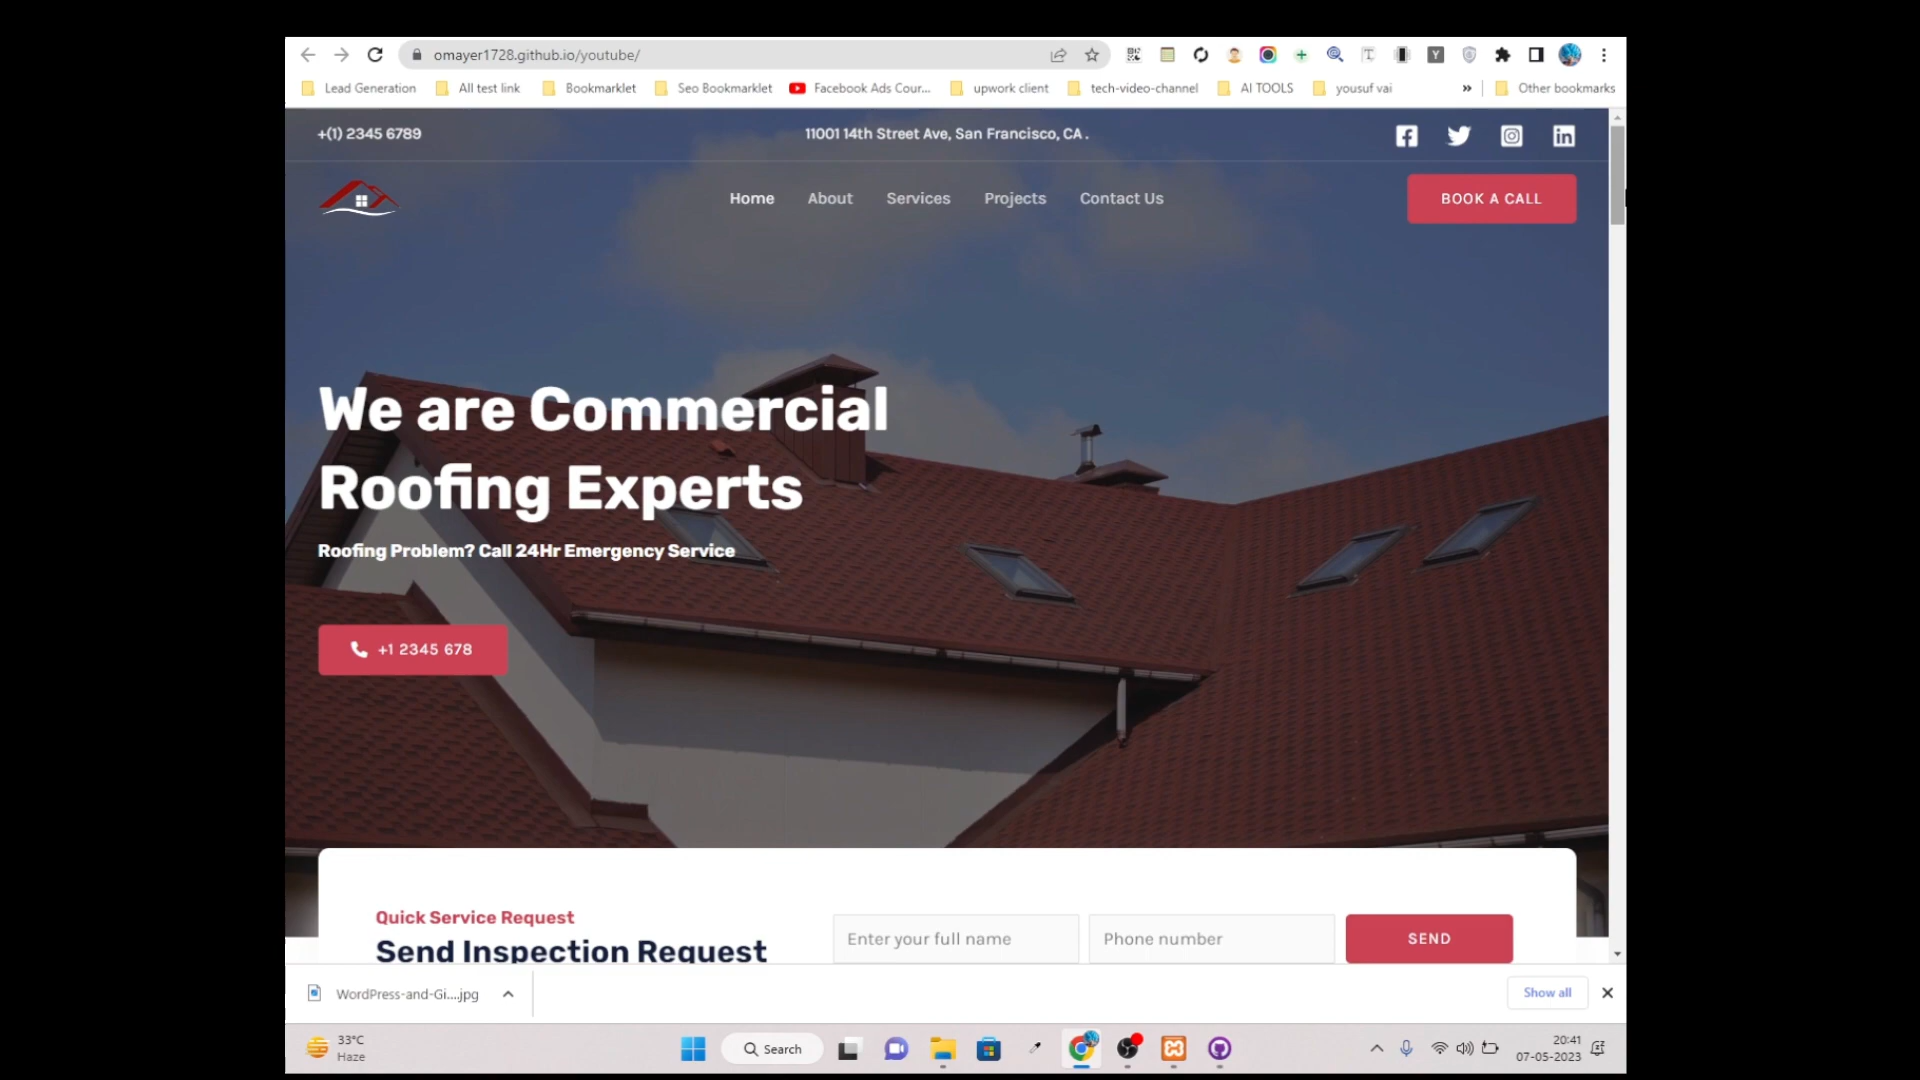 omayer1728.github.io/youtube/
Lead Generation
All test link
Bookmarklet
Seo Bookmarklet
Facebook Ads Cour...
upwork client
tech-video-channel
AI TOOLS
yousuf vai
»
Other bookmarks
+(1) 2345 6789
11001 14th Street Ave, San Francisco, CA .
Home
About
Services
Projects
Contact Us
BOOK A CALL
We are Commercial
Roofing Experts
Roofing Problem? Call 24Hr Emergency Service
+1 2345 678
Quick Service Request
Send Inspection Request
Enter your full name
Phone number
SEND
WordPress-and-Gi....jpg
Show all
33°C
Haze
Search
20:41
07-05-2023